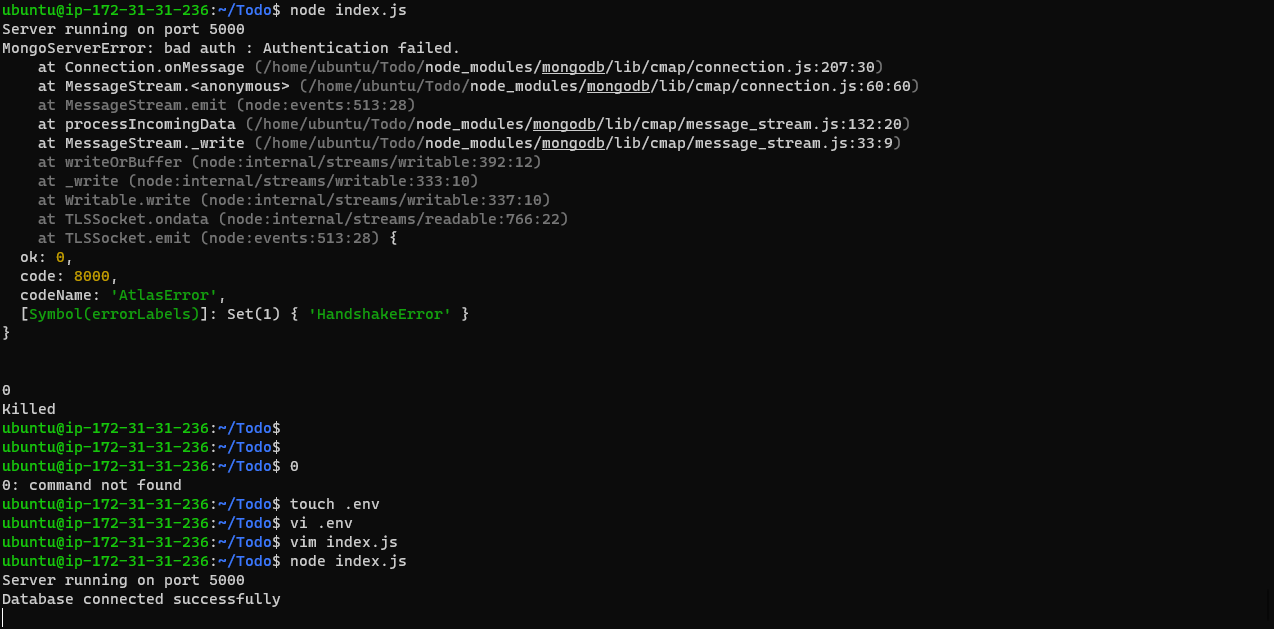 ubuntu@ip-172-31-31-236:~/Todo$ node index.js
Server running on port 5000
MongoServerError: bad auth : Authentication failed.
    at Connection.onMessage (/home/ubuntu/Todo/node_modules/mongodb/lib/cmap/connection.js:207:30)
    at MessageStream.<anonymous> (/home/ubuntu/Todo/node_modules/mongodb/lib/cmap/connection.js:60:60)
    at MessageStream.emit (node:events:513:28)
    at processIncomingData (/home/ubuntu/Todo/node_modules/mongodb/lib/cmap/message_stream.js:132:20)
    at MessageStream._write (/home/ubuntu/Todo/node_modules/mongodb/lib/cmap/message_stream.js:33:9)
    at writeOrBuffer (node:internal/streams/writable:392:12)
    at _write (node:internal/streams/writable:333:10)
    at Writable.write (node:internal/streams/writable:337:10)
    at TLSSocket.ondata (node:internal/streams/readable:766:22)
    at TLSSocket.emit (node:events:513:28) {
  ok: 0,
  code: 8000,
  codeName: 'AtlasError',
  [Symbol(errorLabels)]: Set(1) { 'HandshakeError' }
}
0
Killed
ubuntu@ip-172-31-31-236:~/Todo$
ubuntu@ip-172-31-31-236:~/Todo$
ubuntu@ip-172-31-31-236:~/Todo$ 0
0: command not found
ubuntu@ip-172-31-31-236:~/Todo$ touch .env
ubuntu@ip-172-31-31-236:~/Todo$ vi .env
ubuntu@ip-172-31-31-236:~/Todo$ vim index.js
ubuntu@ip-172-31-31-236:~/Todo$ node index.js
Server running on port 5000
Database connected successfully